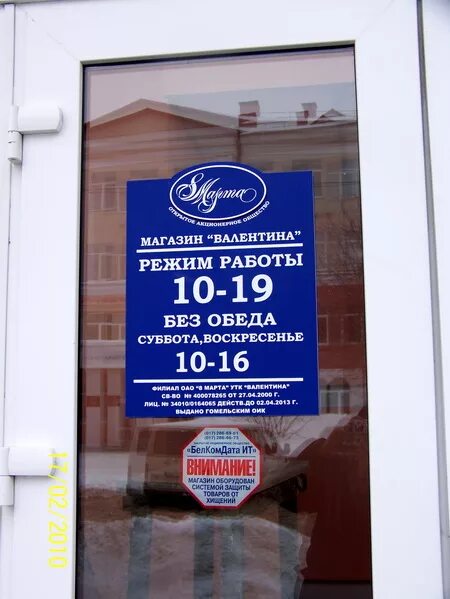 8 Марта
ОТКРЫТОЕ АКЦИОНЕРНОЕ ОБЩЕСТВО
МАГАЗИН "ВАЛЕНТИНА"
РЕЖИМ РАБОТЫ
10-19
БЕЗ ОБЕДА
СУББОТА,ВОСКРЕСЕНЬЕ
10-16
ФИЛИАЛ ОАО "8 МАРТА" УТК "ВАЛЕНТИНА"
СВ-ВО № 400078265 ОТ 27.04.2000 Г.
ЛИЦ. № 34010/0164065 ДЕЙСТВ.ДО 02.04.2013 Г.
ВЫДАНО ГОМЕЛЬСКИМ ОИК
«БелКомДата ИТ»
ВНИМАНИЕ!
МАГАЗИН ОБОРУДОВАН
СИСТЕМОЙ ЗАЩИТЫ
ТОВАРОВ ОТ
ХИЩЕНИЙ
17/02/2010